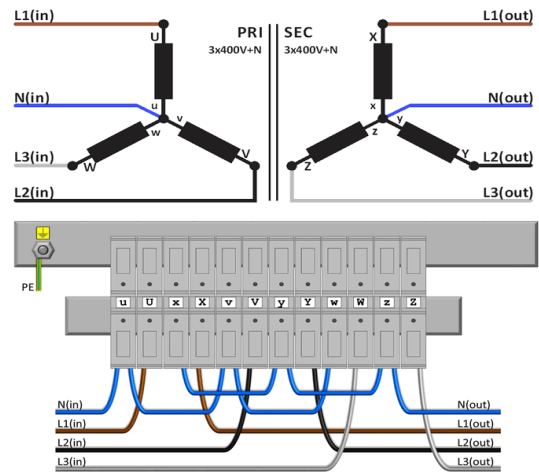 L1(in) U PRI SEC X L1(out)
3x400V+N 3x400V+N
N(in) u x N(out)
w v z y
L3(in) W V Z Y L2(out)
L2(in) L3(out)
PE
u U x X v V y Y w W z Z
N(in) N(out)
L1(in) L1(out)
L2(in) L2(out)
L3(in) L3(out)